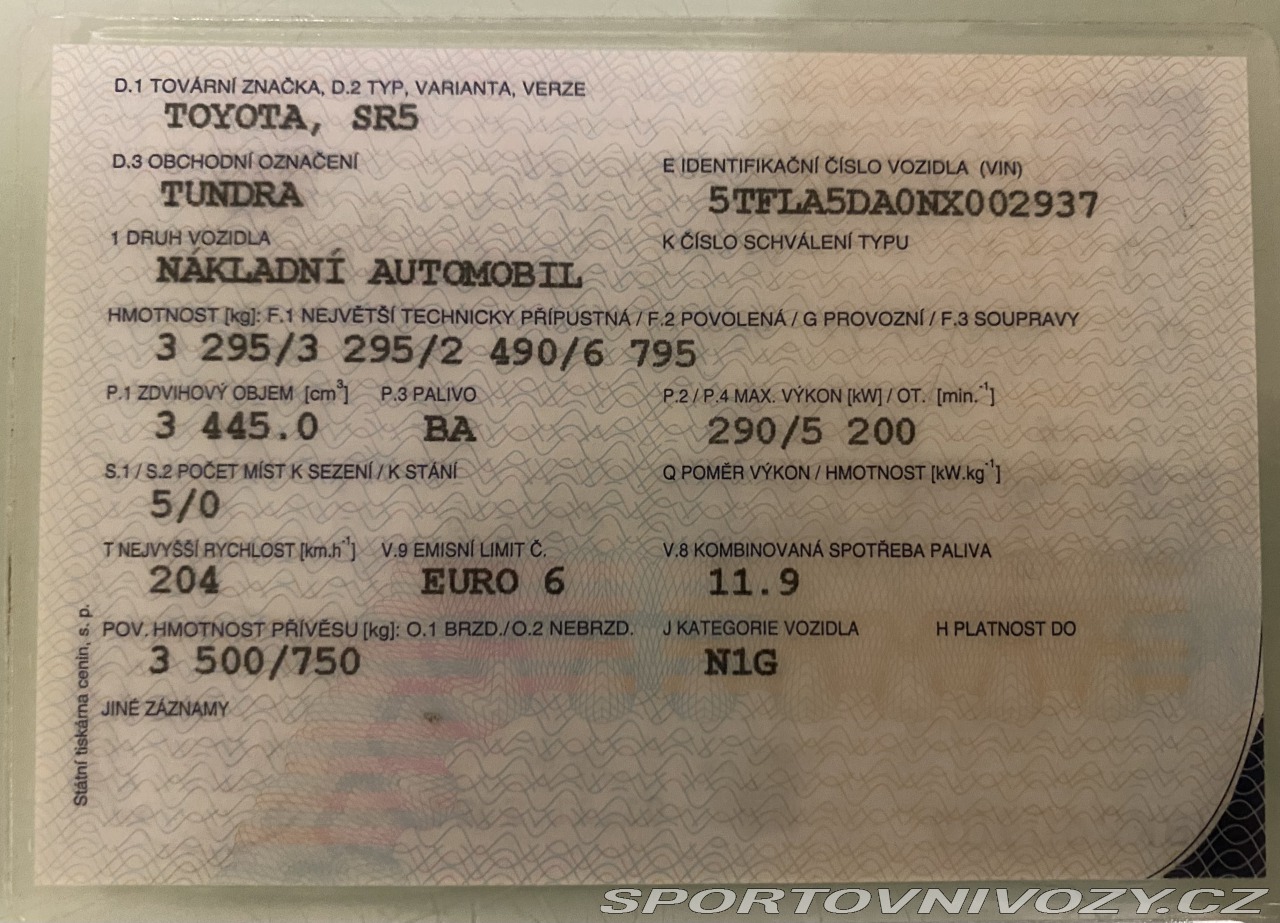 D.1 TOVÁRNÍ ZNAČKA, D.2 TYP, VARIANTA, VERZE
TOYOTA, SR5
D.3 OBCHODNÍ OZNAČENÍ E IDENTIFIKAČNÍ ČÍSLO VOZIDLA (VIN)
TUNDRA 5TFLA5DA0NX002937
1 DRUH VOZIDLA K ČÍSLO SCHVÁLENÍ TYPU
NÁKLADNÍ AUTOMOBIL
HMOTNOST [kg]: F.1 NEJVĚTŠÍ TECHNICKY PŘÍPUSTNÁ / F.2 POVOLENÁ / G PROVOZNÍ / F.3 SOUPRAVY
3 295/3 295/2 490/6 795
P.1 ZDVIHOVÝ OBJEM [cm³] P.3 PALIVO P.2 / P.4 MAX. VÝKON [kW] / OT. [min.⁻¹]
3 445.0 BA 290/5 200
S.1 / S.2 POČET MÍST K SEZENÍ / K STÁNÍ Q POMĚR VÝKON / HMOTNOST [kW.kg⁻¹]
5/0
T NEJVYŠŠÍ RYCHLOST [km.h⁻¹] V.9 EMISNÍ LIMIT Č. V.8 KOMBINOVANÁ SPOTŘEBA PALIVA
204 EURO 6 11.9
POV. HMOTNOST PŘÍVĚSU [kg]: O.1 BRZD./O.2 NEBRZD. J KATEGORIE VOZIDLA H PLATNOST DO
3 500/750 N1G
JINÉ ZÁZNAMY
Státní tiskárna cenin, s. p.
SPORTOVNIVOZY.CZ